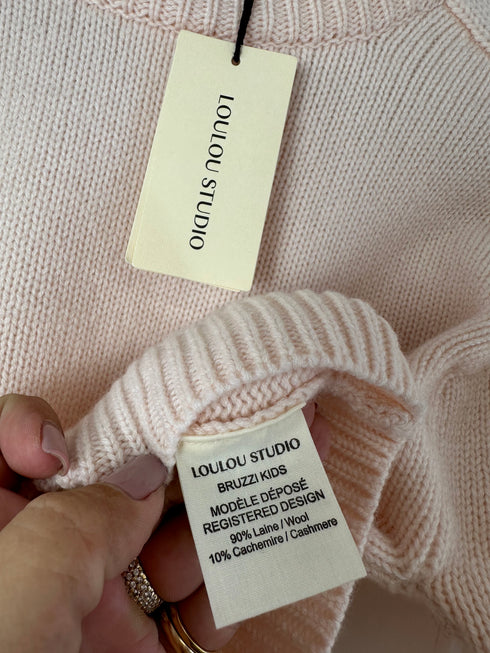 LOULOU STUDIO
LOULOU STUDIO
BRUZZI KIDS
MODÈLE DÉPOSÉ
REGISTERED DESIGN
90% Laine / Wool
10% Cachemire / Cashmere